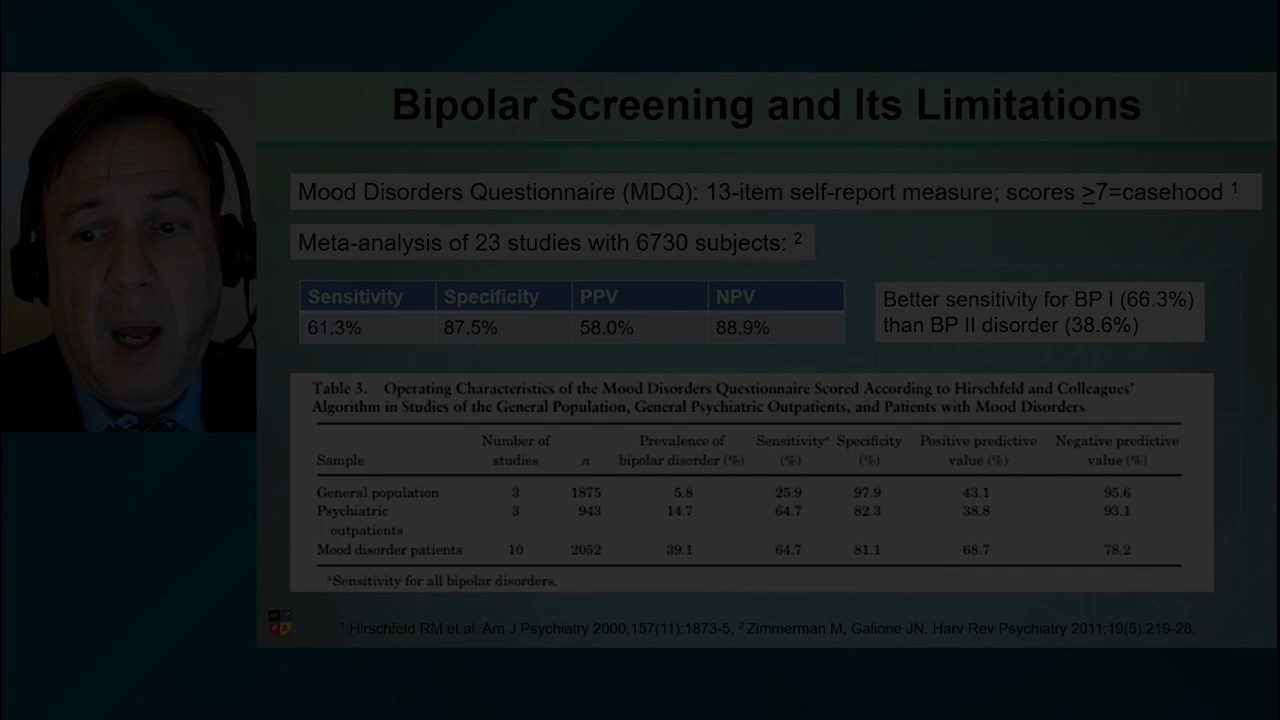 Bipolar Screening and Its Limitations
Mood Disorders Questionnaire (MDQ): 13-item self-report measure; scores >7=casehood 1
Meta-analysis of 23 studies with 6730 subjects: 2
Sensitivity Specificity PPV NPV
61.3% 87.5% 58.0% 88.9%
Better sensitivity for BP I (66.3%)
than BP II disorder (38.6%)
Table 3. Operating Characteristics of the Mood Disorders Questionnaire Scored According to Hirschfeld and Colleagues'
Algorithm in Studies of the General Population, General Psychiatric Outpatients, and Patients with Mood Disorders
Number of Prevalence of Sensitivityª Specificity Positive predictive Negative predictive
Sample studies n bipolar disorder (%) (%) (%) value (%) value (%)
General population 3 1875 5.8 25.9 97.9 43.1 95.6
Psychiatric 3 943 14.7 64.7 82.3 38.8 93.1
outpatients
Mood disorder patients 10 2052 39.1 64.7 81.1 68.7 78.2
ªSensitivity for all bipolar disorders.
1 Hirschfeld RM et al. Am J Psychiatry 2000;157(11):1873-5; 2 Zimmerman M, Galione JN. Harv Rev Psychiatry 2011;19(5):219-28.